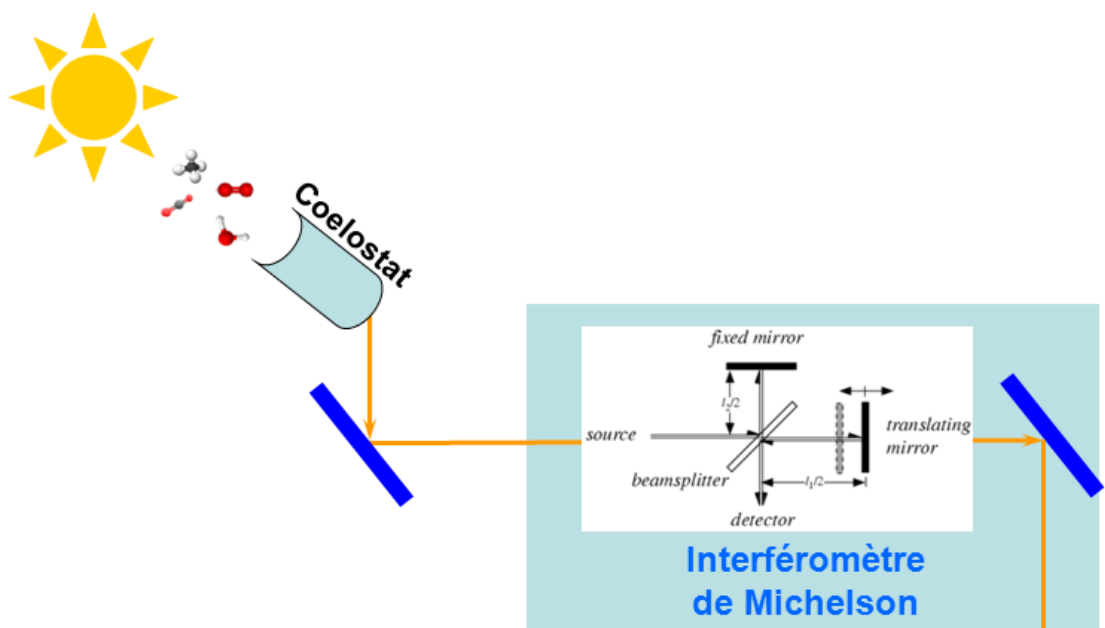 Coelostat
fixed mirror
l₂/2
source
translating
mirror
beamsplitter
l₁/2
detector
Interféromètre
de Michelson